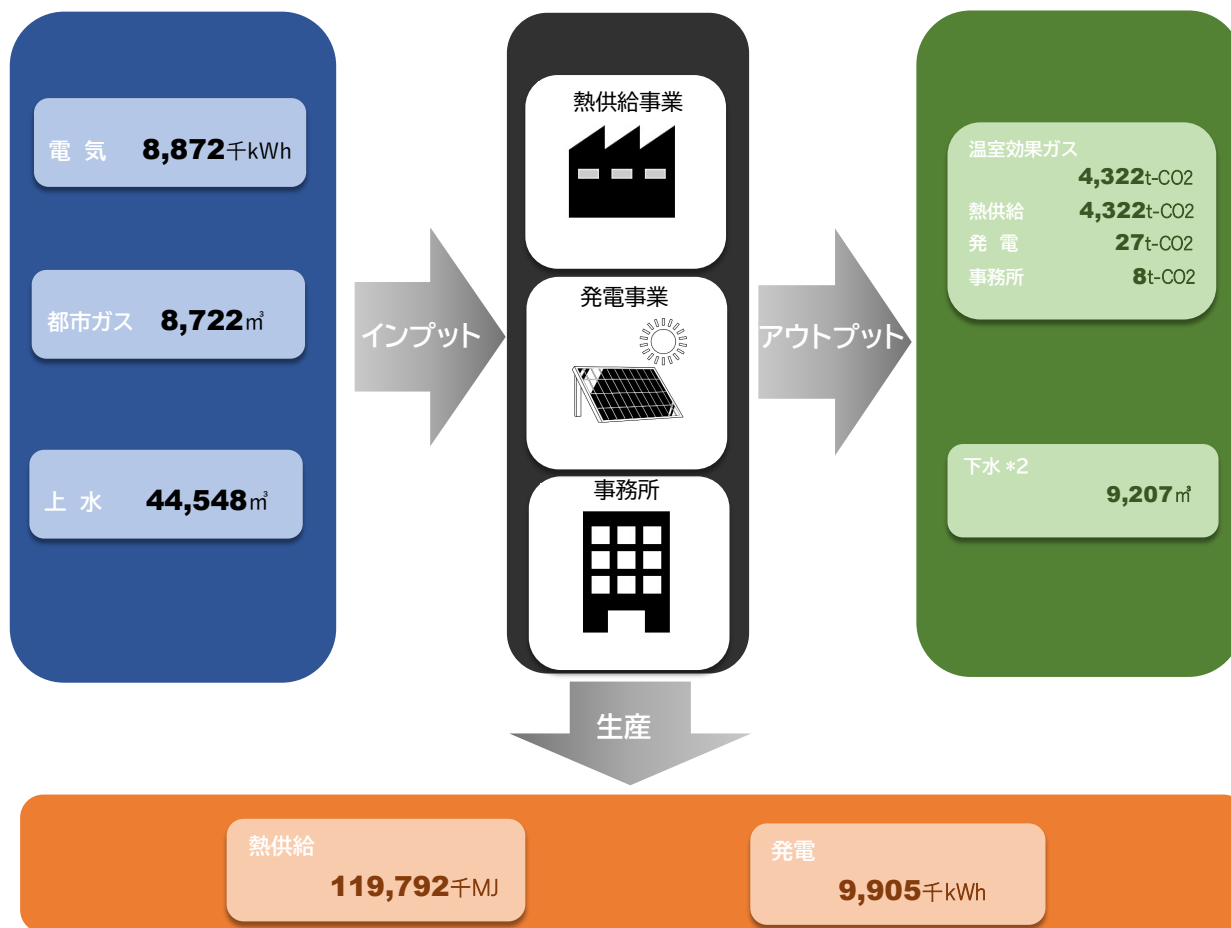 電 気 8,872千kWh
都市ガス 8,722㎥
上 水 44,548㎥
インプット
熱供給事業
発電事業
事務所
アウトプット
温室効果ガス
4,322t-CO2
熱供給 4,322t-CO2
発 電 27t-CO2
事務所 8t-CO2
下水 *2
9,207㎥
生産
熱供給
119,792千MJ
発電
9,905千kWh